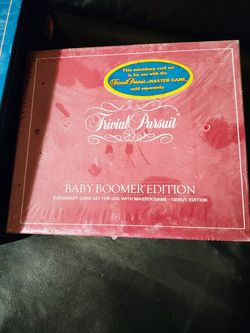 This subsidiary card set
is for use with the
Trivial Pursuit MASTER GAME
sold separately.
Trivial Pursuit
BABY BOOMER EDITION
SUBSIDIARY CARD SET FOR USE WITH MASTER GAME - GENUS EDITION